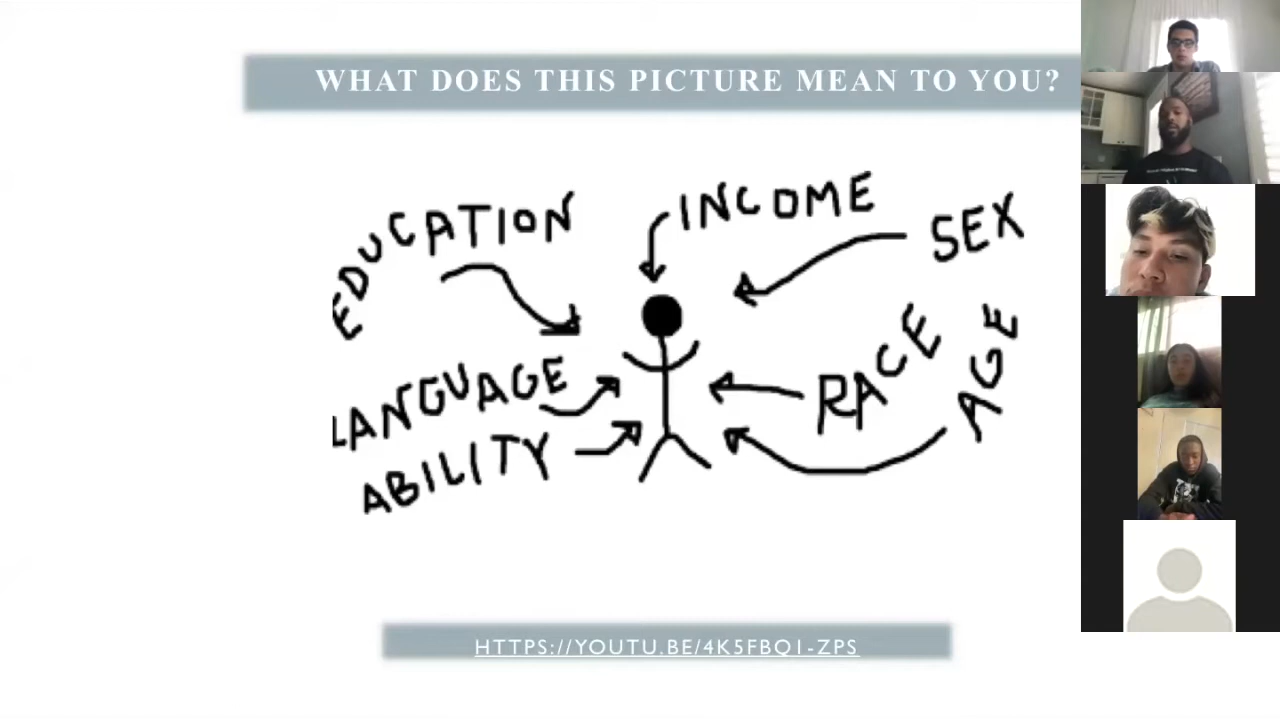 WHAT DOES THIS PICTURE MEAN TO YOU?
EDUCATION
INCOME
SEX
LANGUAGE
RACE
AGE
ABILITY
HTTPS://YOUTU.BE/4K5FBQ1-ZPS